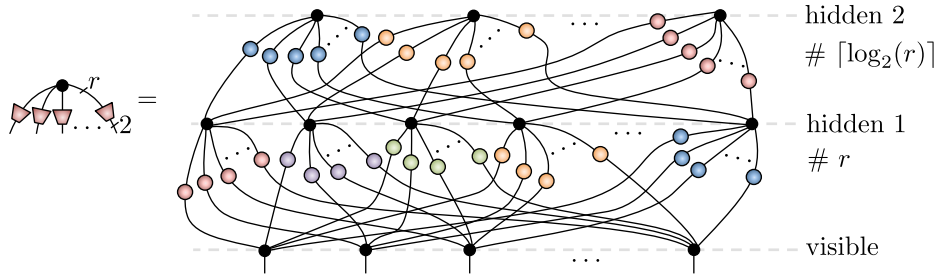 hidden 2
# ⌈log₂(r)⌉
r
=
2
hidden 1
# r
visible